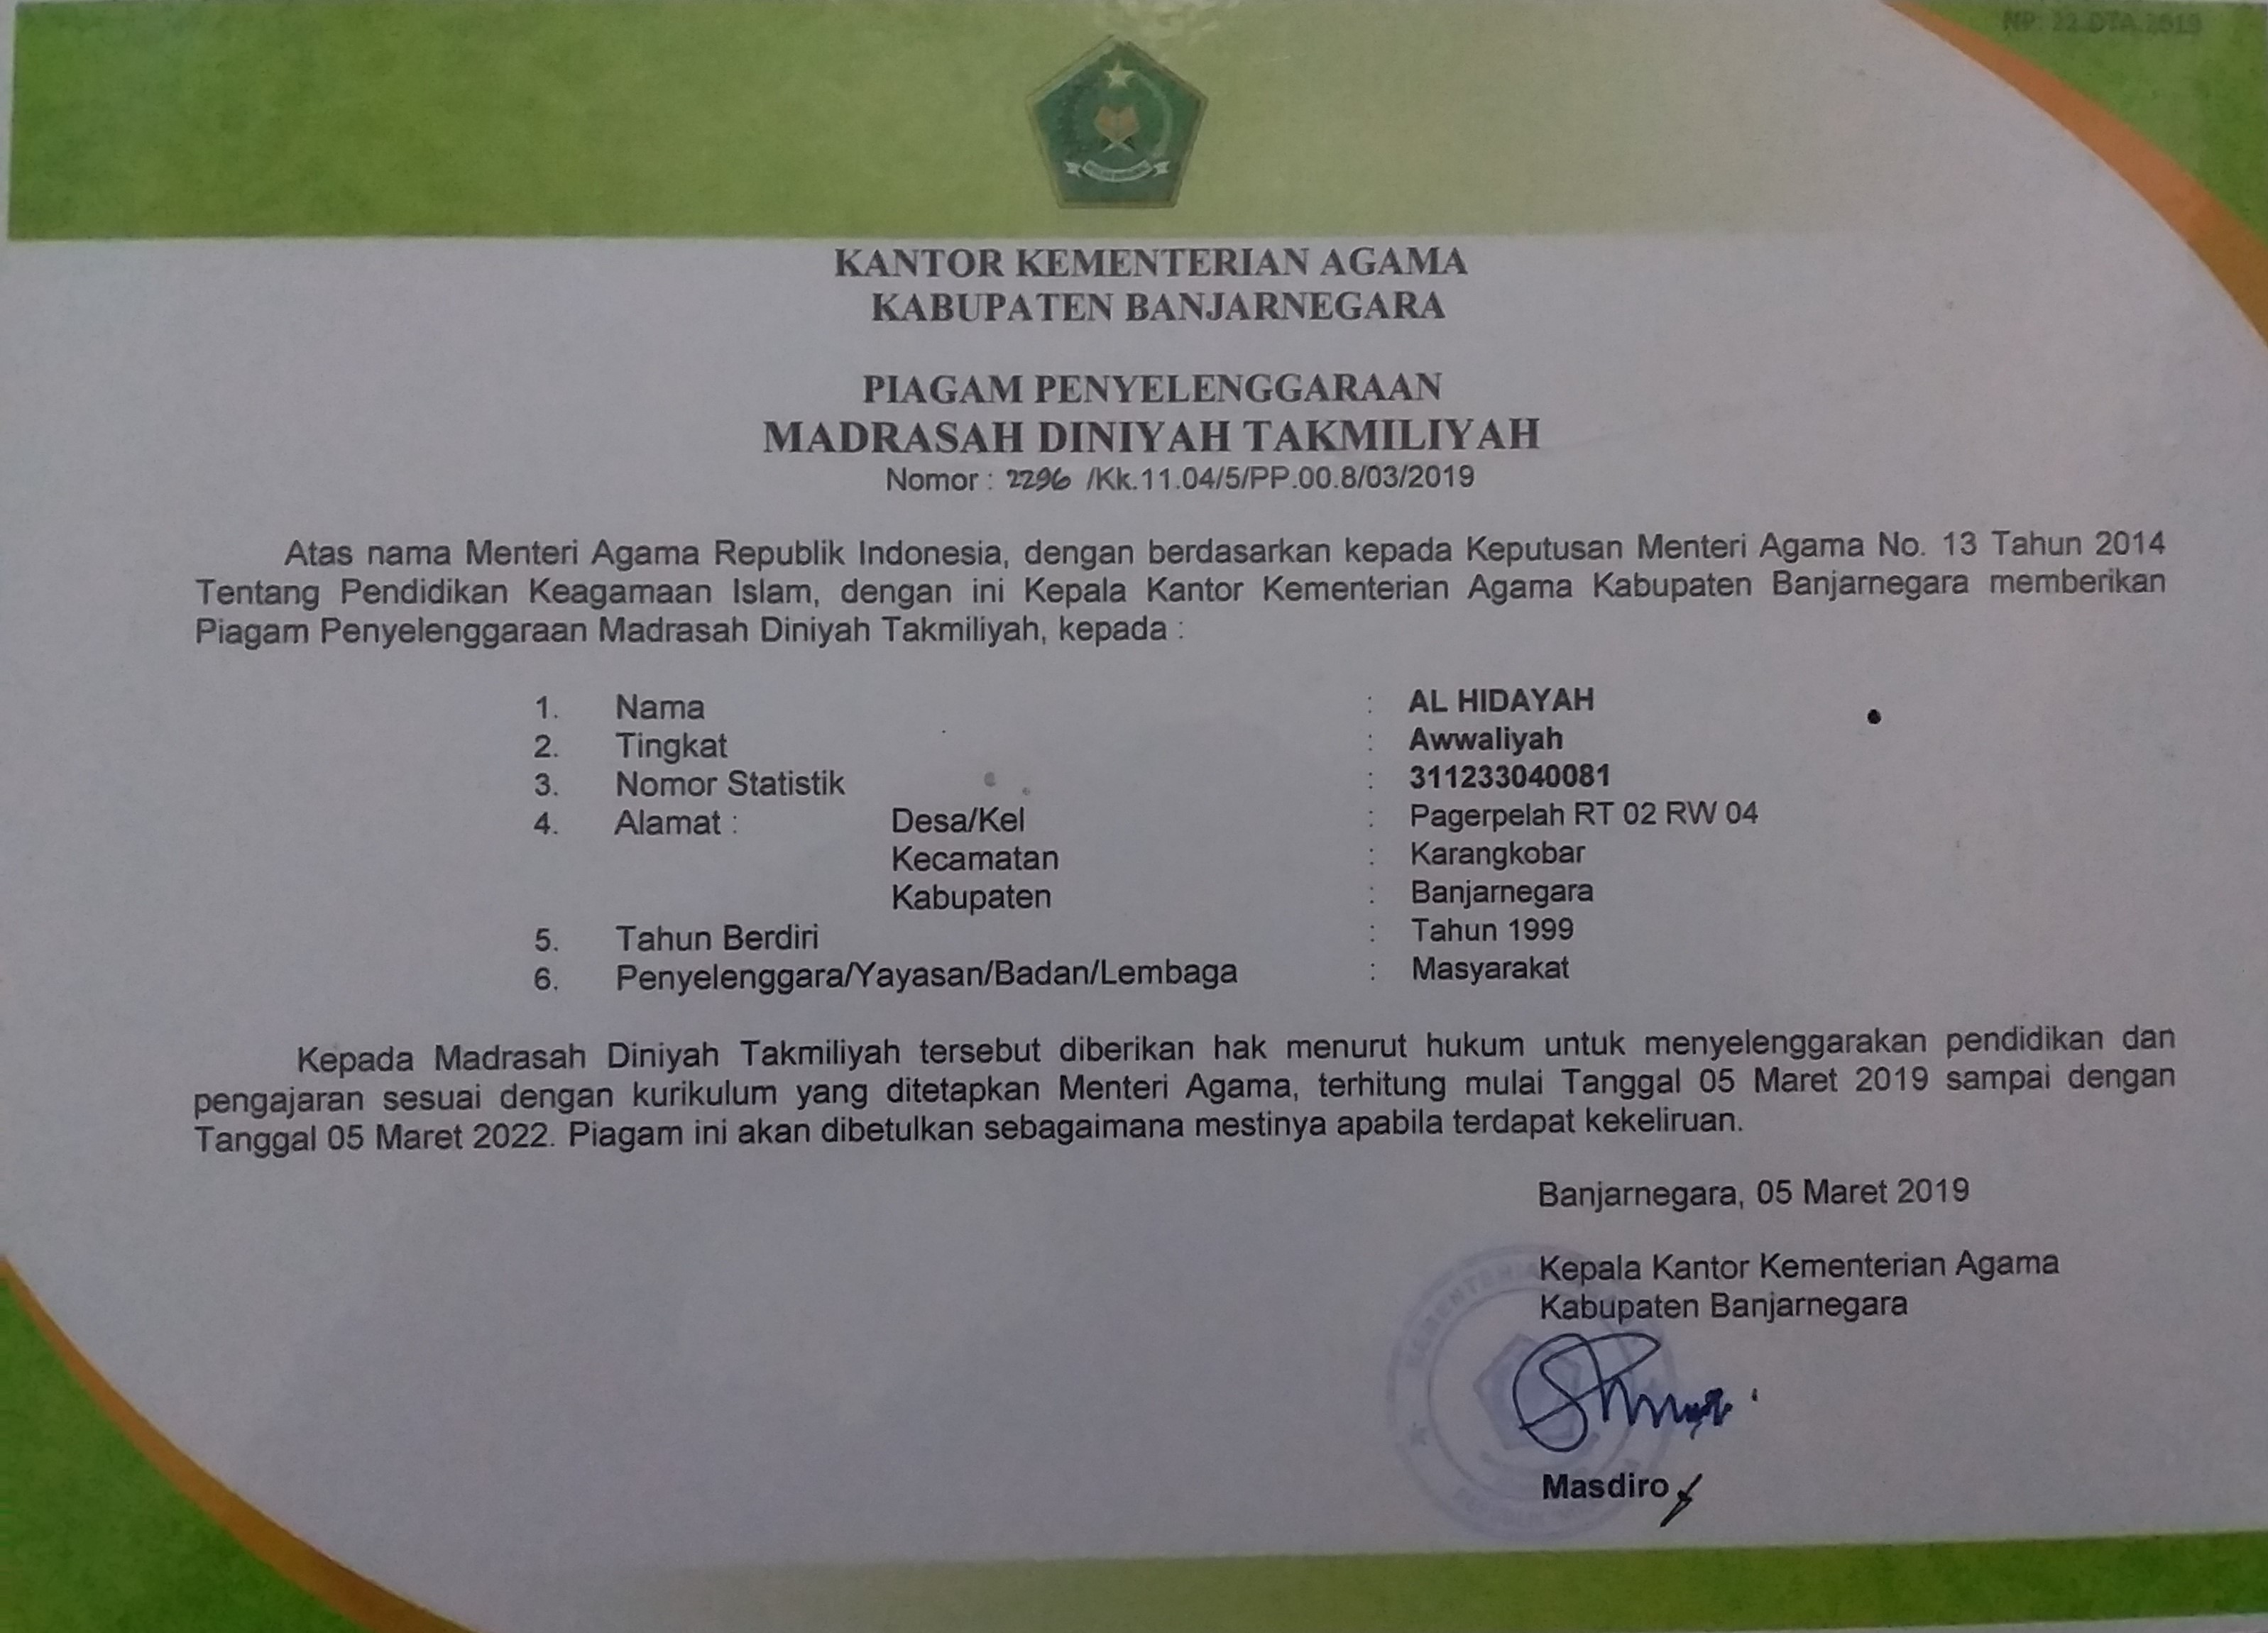 NP: 22.DTA.2019
KANTOR KEMENTERIAN AGAMA
KABUPATEN BANJARNEGARA
PIAGAM PENYELENGGARAAN
MADRASAH DINIYAH TAKMILIYAH
Nomor : 2296 /Kk.11.04/5/PP.00.8/03/2019
Atas nama Menteri Agama Republik Indonesia, dengan berdasarkan kepada Keputusan Menteri Agama No. 13 Tahun 2014
Tentang Pendidikan Keagamaan Islam, dengan ini Kepala Kantor Kementerian Agama Kabupaten Banjarnegara memberikan
Piagam Penyelenggaraan Madrasah Diniyah Takmiliyah, kepada :
1. Nama : AL HIDAYAH
2. Tingkat : Awwaliyah
3. Nomor Statistik : 311233040081
4. Alamat : Desa/Kel : Pagerpelah RT 02 RW 04
Kecamatan : Karangkobar
Kabupaten : Banjarnegara
5. Tahun Berdiri : Tahun 1999
6. Penyelenggara/Yayasan/Badan/Lembaga : Masyarakat
Kepada Madrasah Diniyah Takmiliyah tersebut diberikan hak menurut hukum untuk menyelenggarakan pendidikan dan
pengajaran sesuai dengan kurikulum yang ditetapkan Menteri Agama, terhitung mulai Tanggal 05 Maret 2019 sampai dengan
Tanggal 05 Maret 2022. Piagam ini akan dibetulkan sebagaimana mestinya apabila terdapat kekeliruan.
Banjarnegara, 05 Maret 2019
Kepala Kantor Kementerian Agama
Kabupaten Banjarnegara
Masdiro